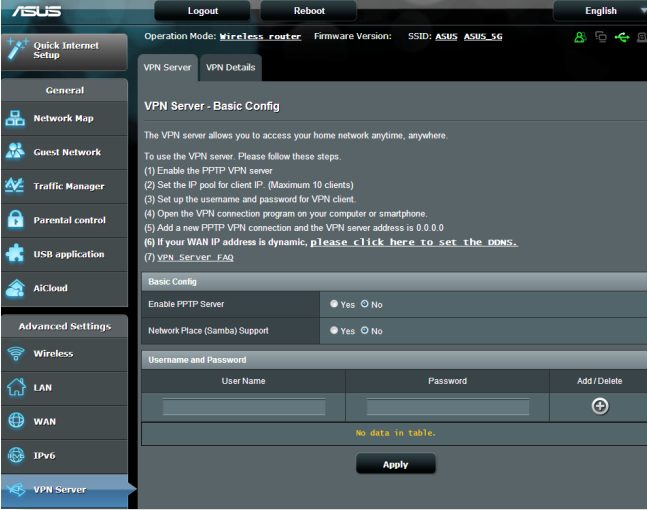 ASUS
Logout
Reboot
English
Quick Internet
Setup
Operation Mode: Wireless router Firmware Version: SSID: ASUS ASUS_5G
VPN Server
VPN Details
General
Network Map
Guest Network
Traffic Manager
Parental control
USB application
AiCloud
Advanced Settings
Wireless
LAN
WAN
IPv6
VPN Server
VPN Server - Basic Config
The VPN server allows you to access your home network anytime, anywhere.
To use the VPN server. Please follow these steps.
(1) Enable the PPTP VPN server
(2) Set the IP pool for client IP. (Maximum 10 clients)
(3) Set up the username and password for VPN client.
(4) Open the VPN connection program on your computer or smartphone.
(5) Add a new PPTP VPN connection and the VPN server address is 0.0.0.0
(6) If your WAN IP address is dynamic, please click here to set the DDNS.
(7) VPN Server FAQ
Basic Config
Enable PPTP Server Yes No
Network Place (Samba) Support Yes No
Username and Password
User Name Password Add / Delete
No data in table.
Apply